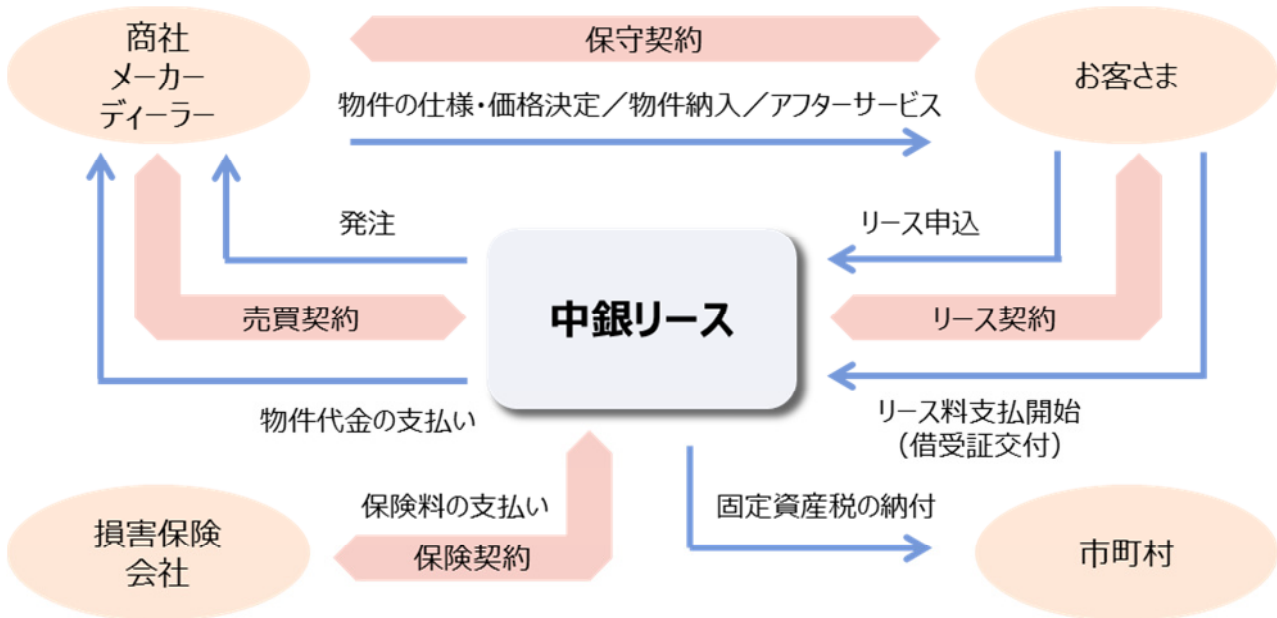 商社
メーカー
ディーラー
保守契約
お客さま
物件の仕様・価格決定／物件納入／アフターサービス
発注
リース申込
中銀リース
売買契約
リース契約
物件代金の支払い
リース料支払開始
（借受証交付）
保険料の支払い
固定資産税の納付
損害保険
会社
保険契約
市町村